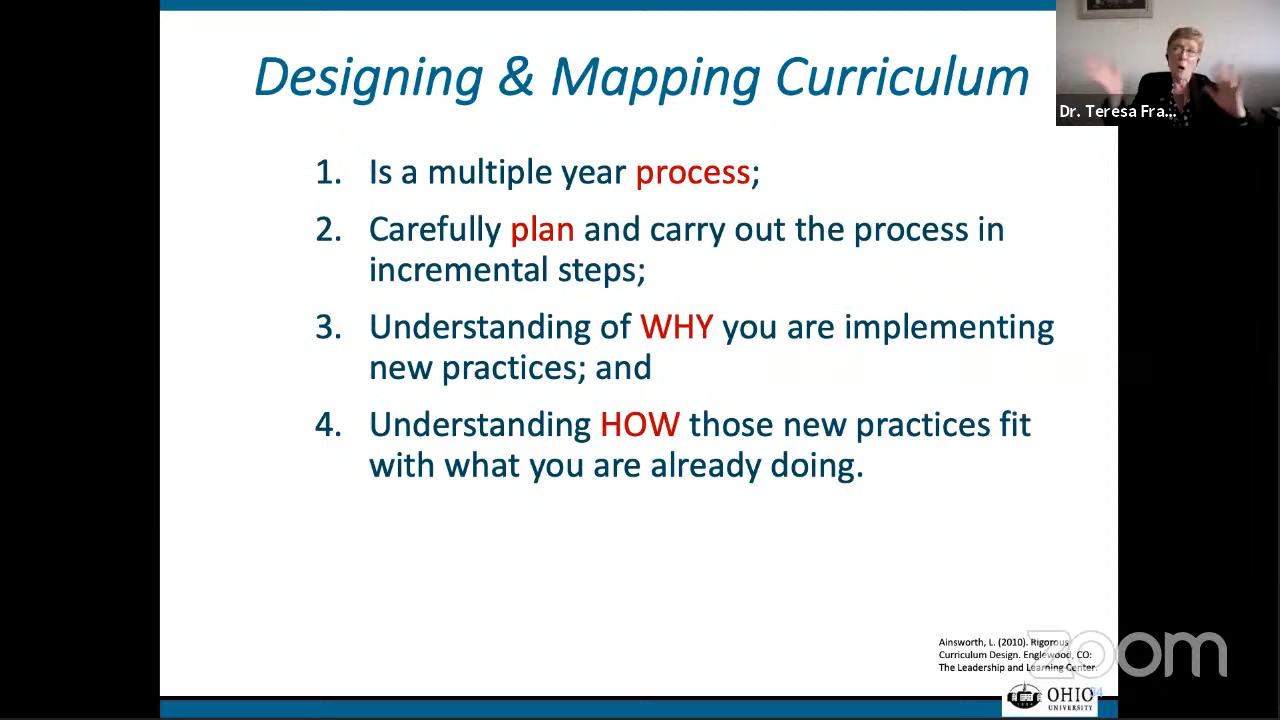 Designing & Mapping Curriculum
Dr. Teresa Fra...
1. Is a multiple year process;
2. Carefully plan and carry out the process in
incremental steps;
3. Understanding of WHY you are implementing
new practices; and
4. Understanding HOW those new practices fit
with what you are already doing.
Ainsworth, L. (2010). Rigorous
Curriculum Design. Englewood, CO:
The Leadership and Learning Center.
zoom
OHIO
UNIVERSITY